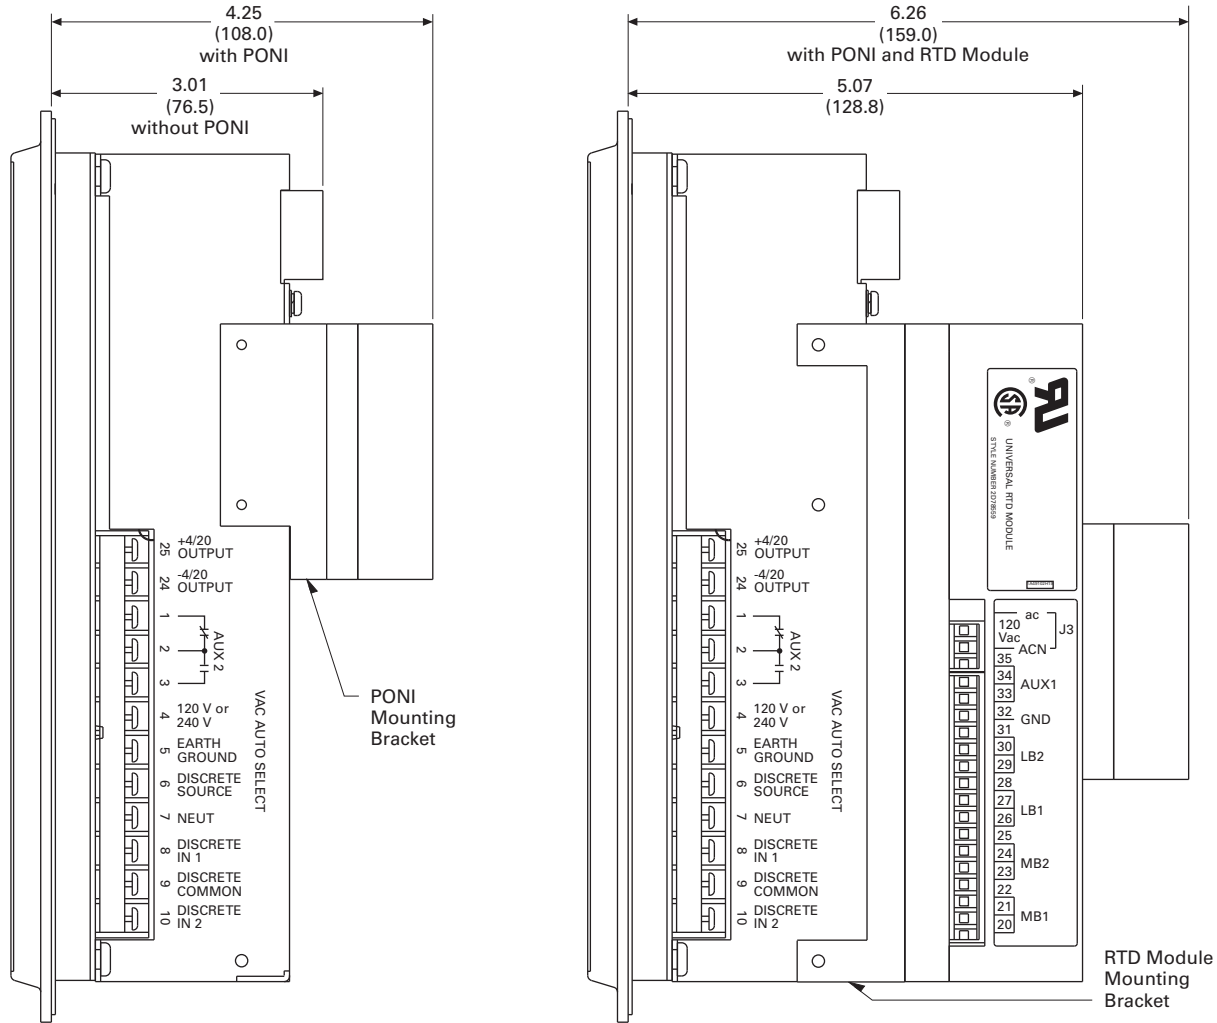 4.25
(108.0)
with PONI
3.01
(76.5)
without PONI
25
+4/20
OUTPUT
24
-4/20
OUTPUT
1
2
3
AUX 2
4
120 V or
240 V
5
EARTH
GROUND
6
DISCRETE
SOURCE
7
NEUT
8
DISCRETE
IN 1
9
DISCRETE
COMMON
10
DISCRETE
IN 2
VAC AUTO SELECT
PONI
Mounting
Bracket
6.26
(159.0)
with PONI and RTD Module
5.07
(128.8)
25
+4/20
OUTPUT
24
-4/20
OUTPUT
1
2
3
AUX 2
4
120 V or
240 V
5
EARTH
GROUND
6
DISCRETE
SOURCE
7
NEUT
8
DISCRETE
IN 1
9
DISCRETE
COMMON
10
DISCRETE
IN 2
VAC AUTO SELECT
®
SA
®
UNIVERSAL RTD MODULE
STYLE NUMBER 2D78559
ac
120
Vac
J3
ACN
35
34
AUX1
33
32
GND
31
30
LB2
29
28
27
LB1
26
25
24
MB2
23
22
21
MB1
20
RTD Module
Mounting
Bracket